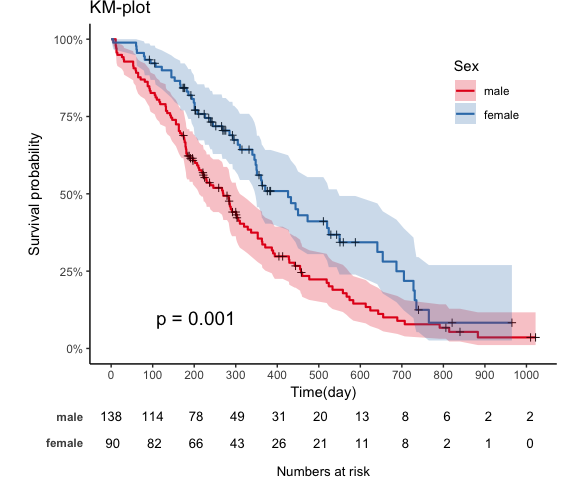 KM-plot
Sex
male
female
Survival probability
100%
75%
50%
25%
0%
p = 0.001
0 100 200 300 400 500 600 700 800 900 1000
Time(day)
male 138 114 78 49 31 20 13 8 6 2 2
female 90 82 66 43 26 21 11 8 2 1 0
Numbers at risk